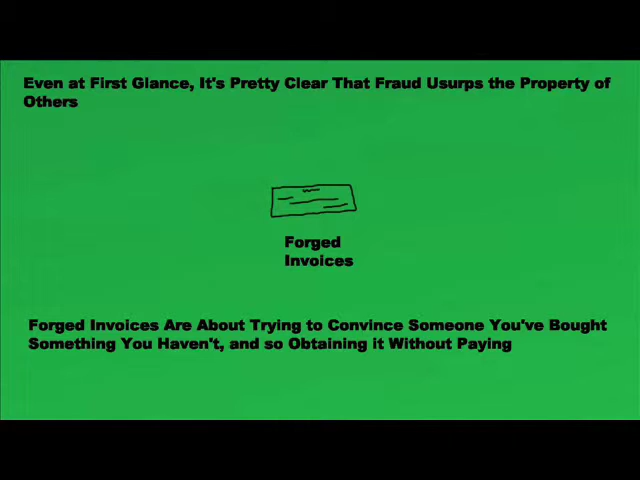 Even at First Glance, It's Pretty Clear That Fraud Usurps the Property of
Others
Forged
Invoices
Forged Invoices Are About Trying to Convince Someone You've Bought
Something You Haven't, and so Obtaining it Without Paying